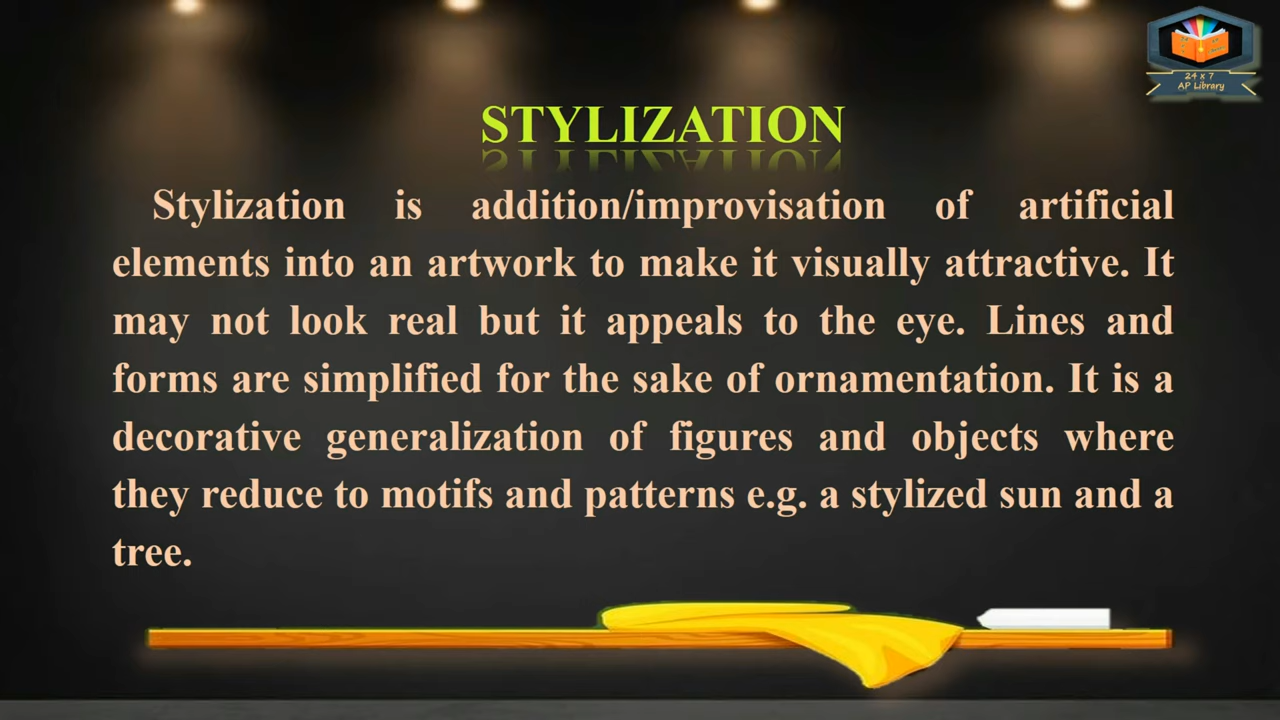 24 x 7
AP Library
STYLIZATION
Stylization is addition/improvisation of artificial
elements into an artwork to make it visually attractive. It
may not look real but it appeals to the eye. Lines and
forms are simplified for the sake of ornamentation. It is a
decorative generalization of figures and objects where
they reduce to motifs and patterns e.g. a stylized sun and a
tree.